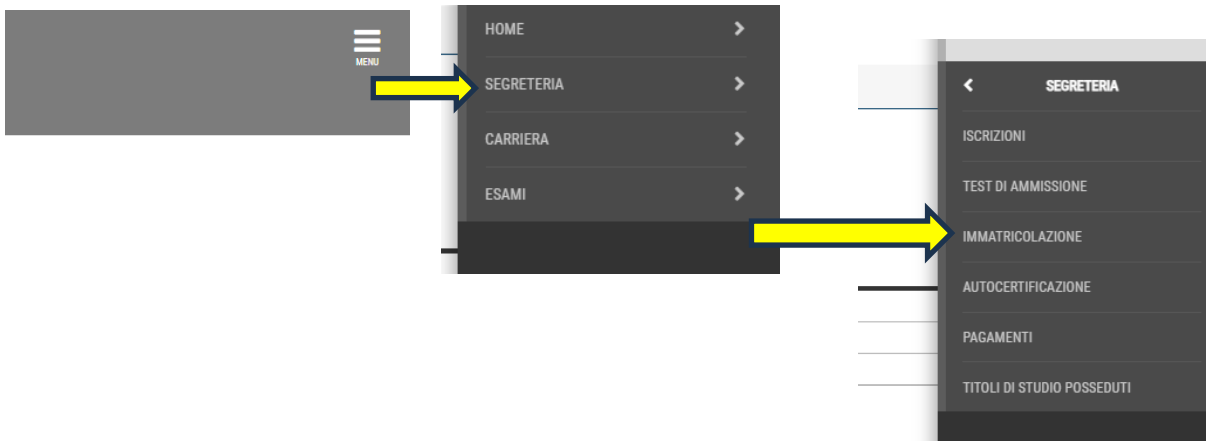 MENU
HOME
SEGRETERIA
CARRIERA
ESAMI
SEGRETERIA
ISCRIZIONI
TEST DI AMMISSIONE
IMMATRICOLAZIONE
AUTOCERTIFICAZIONE
PAGAMENTI
TITOLI DI STUDIO POSSEDUTI